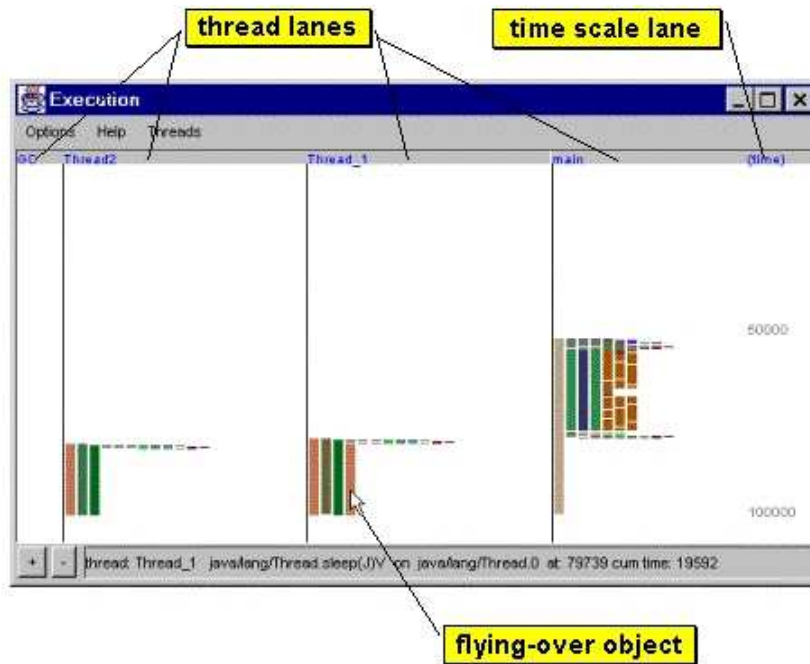 thread lanes
time scale lane
Execution
Options Help Threads
GC Thread2 Thread_1 main (time)
50000
100000
+ - thread: Thread_1 java/lang/Thread.sleep(J)V on java/lang/Thread.0 at: 79739 cum time: 19592
flying-over object